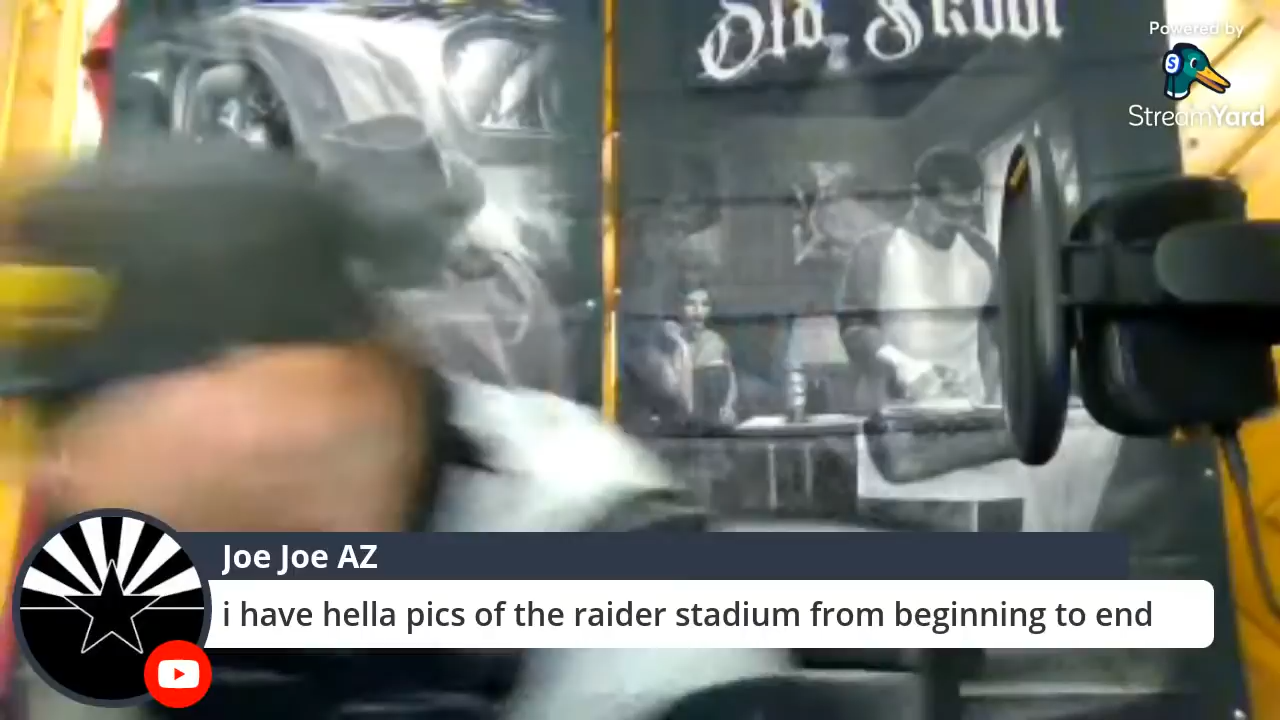 Old Skool
Powered by
S
StreamYard
Joe Joe AZ
i have hella pics of the raider stadium from beginning to end